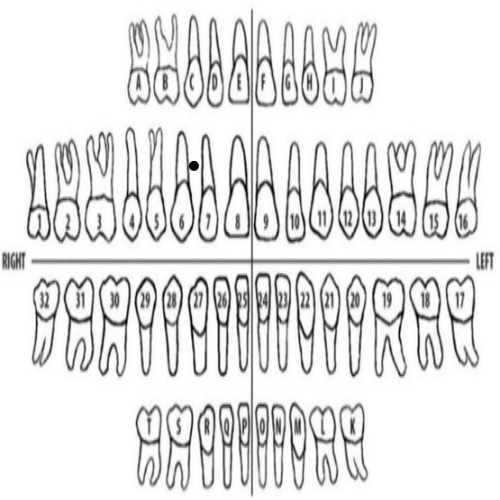 A B C D E F G H I J
1 2 3 4 5 6 7 8 9 10 11 12 13 14 15 16
RIGHT LEFT
32 31 30 29 28 27 26 25 24 23 22 21 20 19 18 17
T S R Q P O N M L K